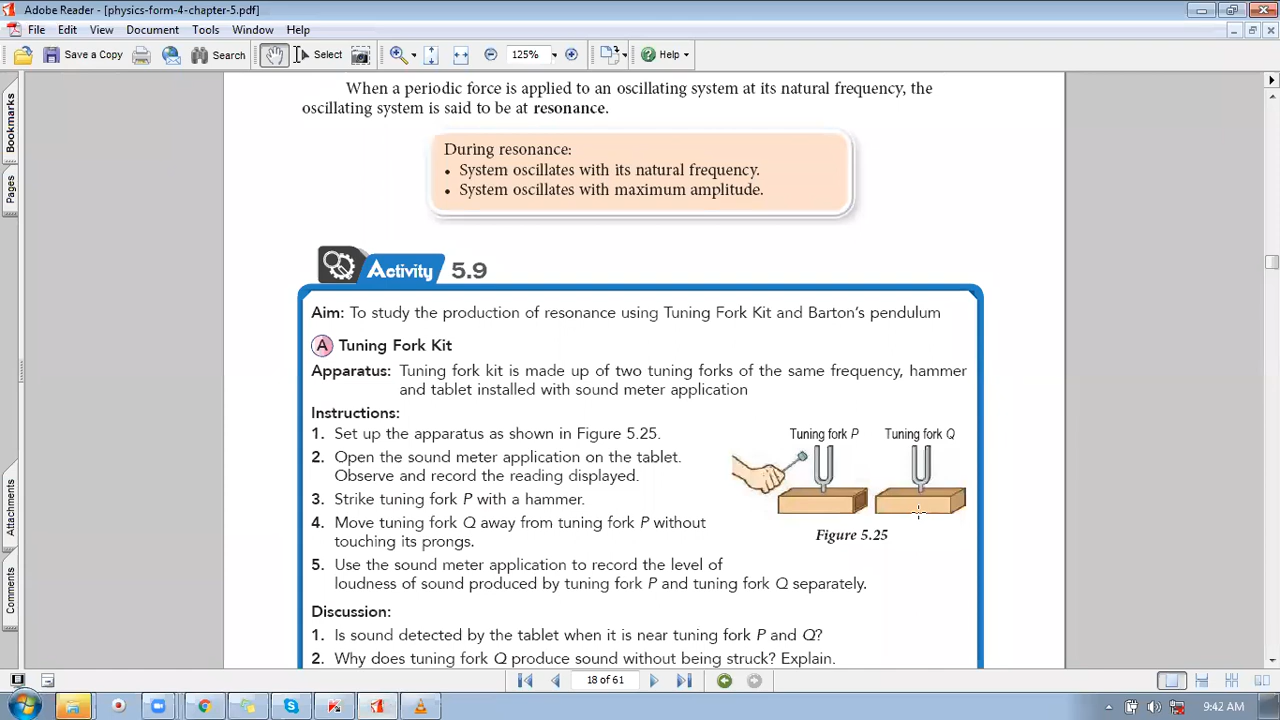 Adobe Reader - [physics-form-4-chapter-5.pdf]
File Edit View Document Tools Window Help
Save a Copy Search Select 125% Help
When a periodic force is applied to an oscillating system at its natural frequency, the
oscillating system is said to be at resonance.
During resonance:
• System oscillates with its natural frequency.
• System oscillates with maximum amplitude.
Activity 5.9
Aim: To study the production of resonance using Tuning Fork Kit and Barton's pendulum
A Tuning Fork Kit
Apparatus: Tuning fork kit is made up of two tuning forks of the same frequency, hammer
and tablet installed with sound meter application
Instructions:
1. Set up the apparatus as shown in Figure 5.25.
2. Open the sound meter application on the tablet.
Observe and record the reading displayed.
3. Strike tuning fork P with a hammer.
4. Move tuning fork Q away from tuning fork P without
touching its prongs.
5. Use the sound meter application to record the level of
loudness of sound produced by tuning fork P and tuning fork Q separately.
Tuning fork P Tuning fork Q
Figure 5.25
Discussion:
1. Is sound detected by the tablet when it is near tuning fork P and Q?
2. Why does tuning fork Q produce sound without being struck? Explain.
Bookmarks
Pages
Attachments
Comments
18 of 61
9:42 AM